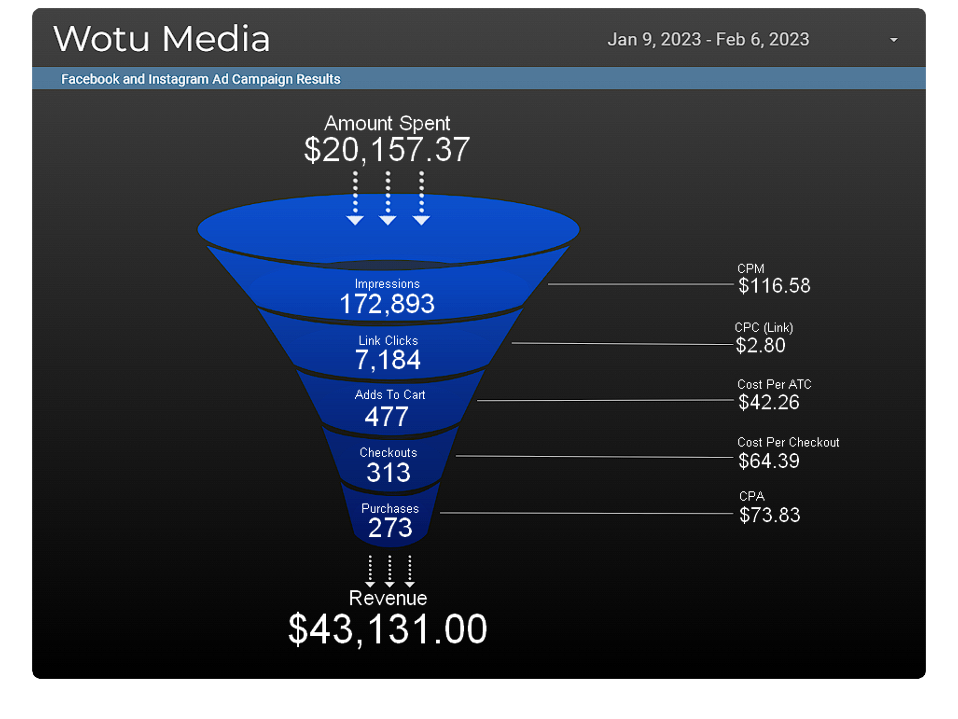 Wotu Media
Jan 9, 2023 - Feb 6, 2023
Facebook and Instagram Ad Campaign Results
Amount Spent
$20,157.37
Impressions
172,893
CPM
$116.58
Link Clicks
7,184
CPC (Link)
$2.80
Adds To Cart
477
Cost Per ATC
$42.26
Checkouts
313
Cost Per Checkout
$64.39
Purchases
273
CPA
$73.83
Revenue
$43,131.00